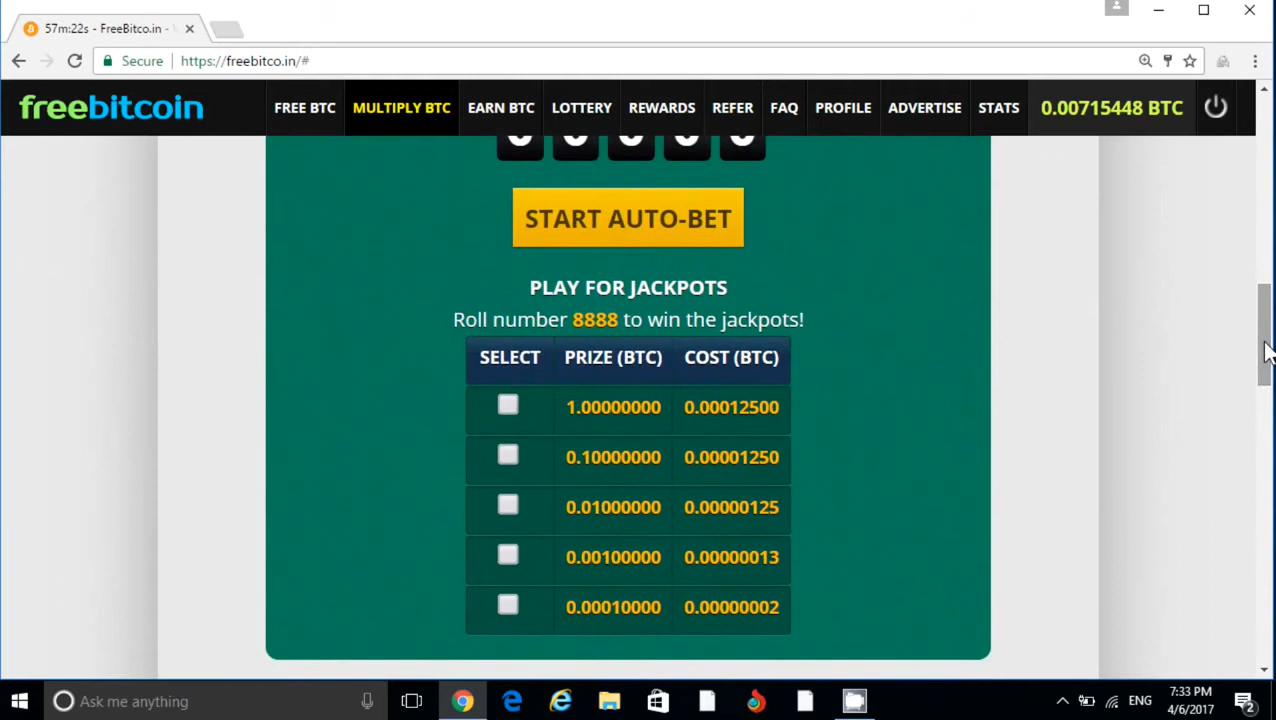 57m:22s - FreeBitco.in -
Secure https://freebitco.in/#
freebitcoin FREE BTC MULTIPLY BTC EARN BTC LOTTERY REWARDS REFER FAQ PROFILE ADVERTISE STATS 0.00715448 BTC
START AUTO-BET
PLAY FOR JACKPOTS
Roll number 8888 to win the jackpots!
SELECT PRIZE (BTC) COST (BTC)
1.00000000 0.00012500
0.10000000 0.00001250
0.01000000 0.00000125
0.00100000 0.00000013
0.00010000 0.00000002
Ask me anything
ENG
7:33 PM
4/6/2017
2